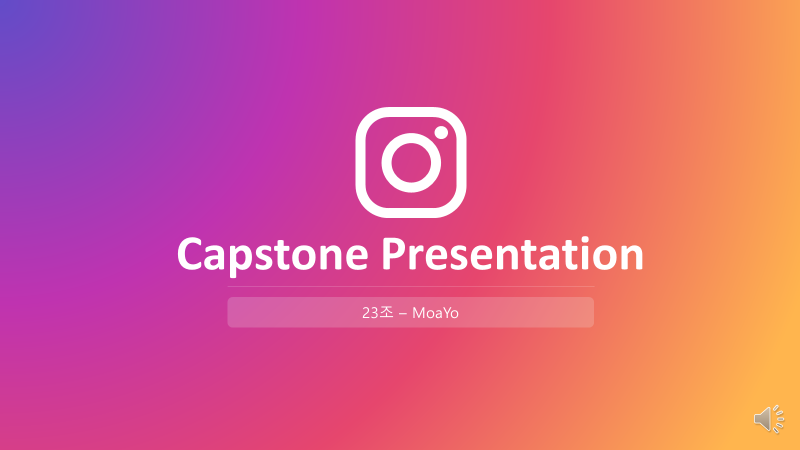 Capstone Presentation
23조 – MoaYo